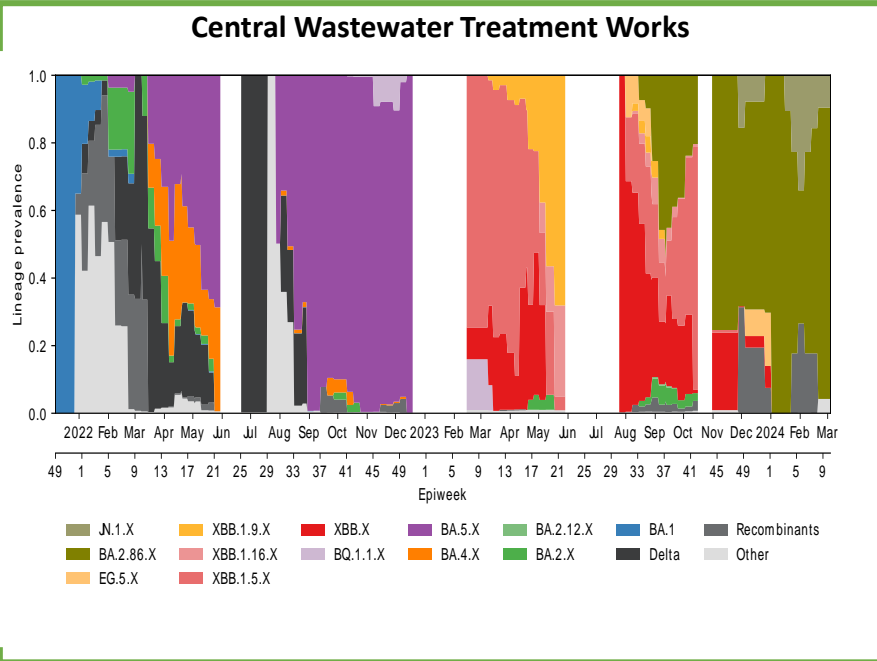 Central Wastewater Treatment Works
1.0
0.8
0.6
0.4
0.2
0.0
Lineage prevalence
2022 Feb Mar Apr May Jun Jul Aug Sep Oct Nov Dec 2023 Feb Mar Apr May Jun Jul Aug Sep Oct Nov Dec 2024 Feb Mar
49 1 5 9 13 17 21 25 29 33 37 41 45 49 1 5 9 13 17 21 25 29 33 37 41 45 49 1 5 9
Epiweek
JN.1.X XBB.1.9.X XBB.X BA.5.X BA.2.12.X BA.1 Recombinants
BA.2.86.X XBB.1.16.X BQ.1.1.X BA.4.X BA.2.X Delta Other
EG.5.X XBB.1.5.X